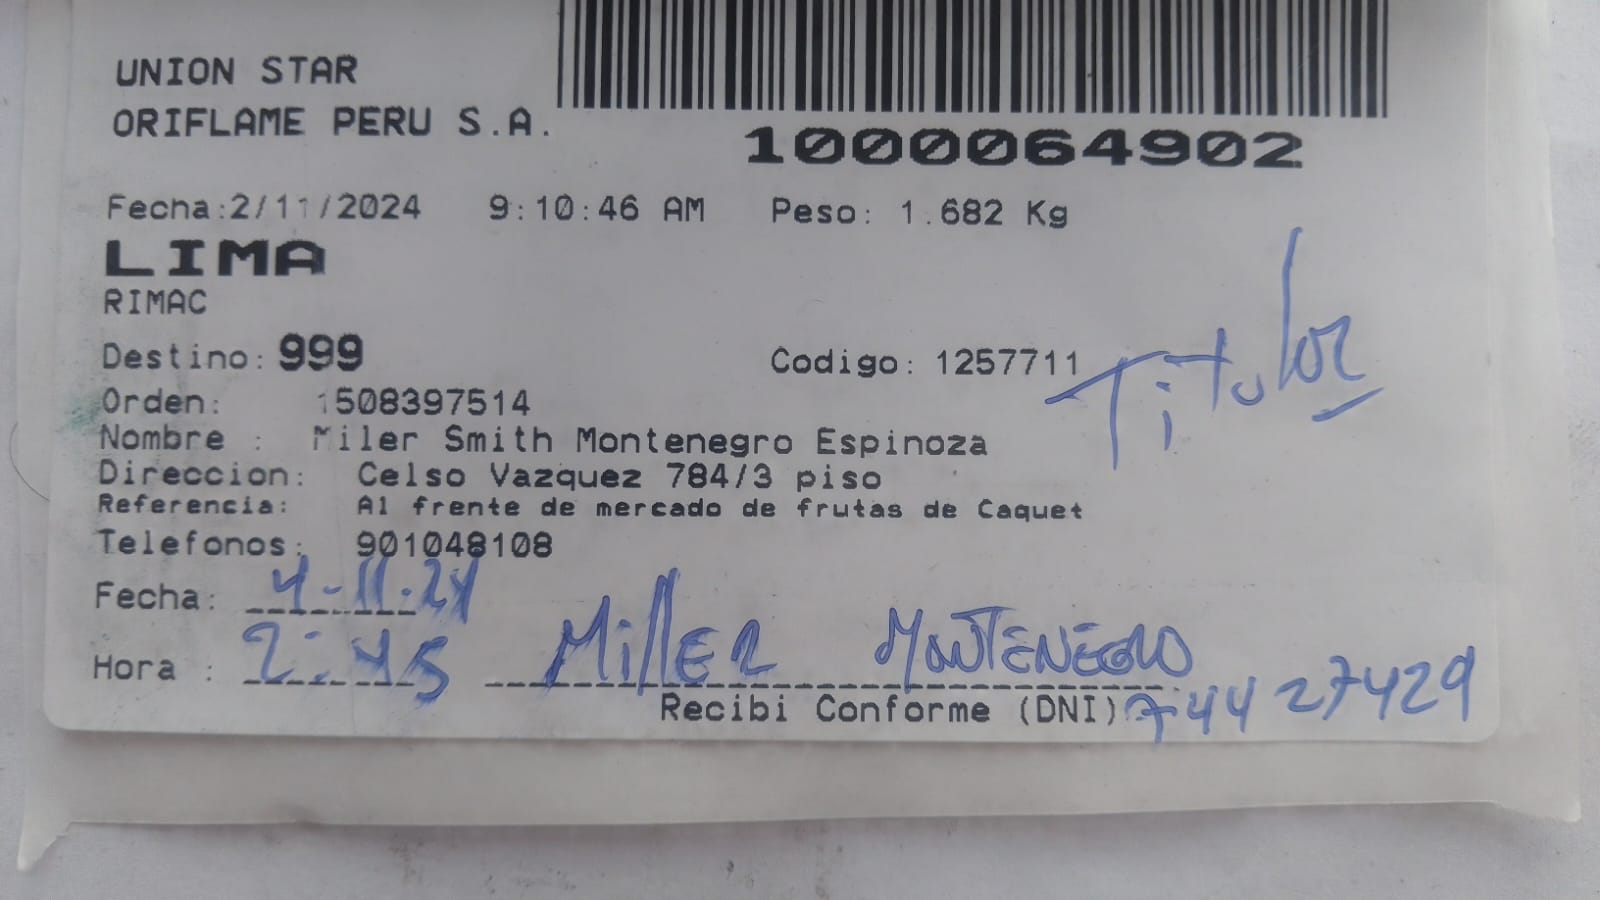 UNION STAR
ORIFLAME PERU S.A.
1000064902
Fecha:2/11/2024 9:10:46 AM Peso: 1.682 Kg
LIMA
RIMAC
Destino: 999 Codigo: 1257711
Titular
Orden: 1508397514
Nombre : Miler Smith Montenegro Espinoza
Direccion: Celso Vazquez 784/3 piso
Referencia: Al frente de mercado de frutas de Caquet
Telefonos: 901048108
Fecha: 4-11-24
Hora : 2:45 Miller MONTENEGRO
Recibi Conforme (DNI) 74427429